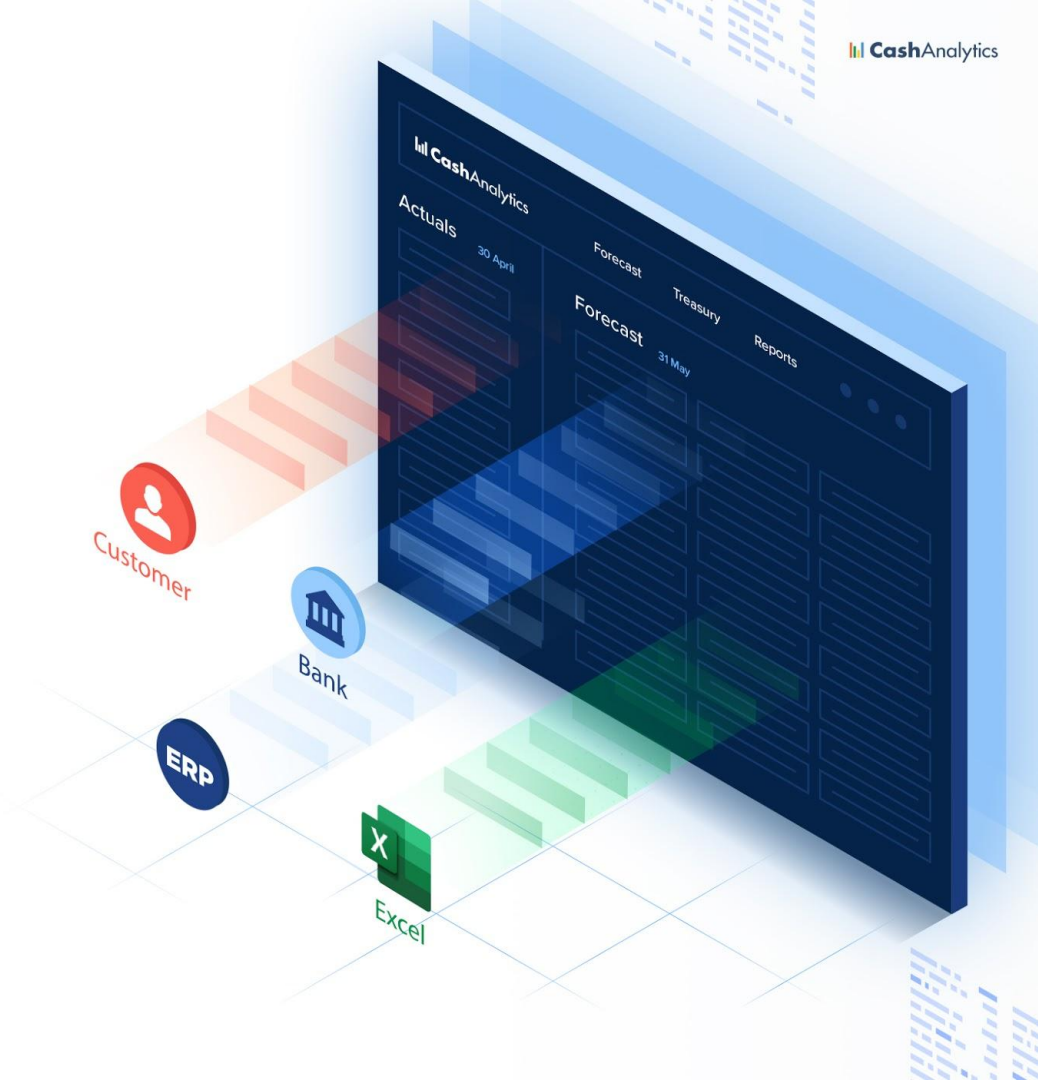 CashAnalytics
CashAnalytics
Actuals
30 April
Forecast
Treasury
Reports
Forecast
31 May
Customer
Bank
ERP
X
Excel